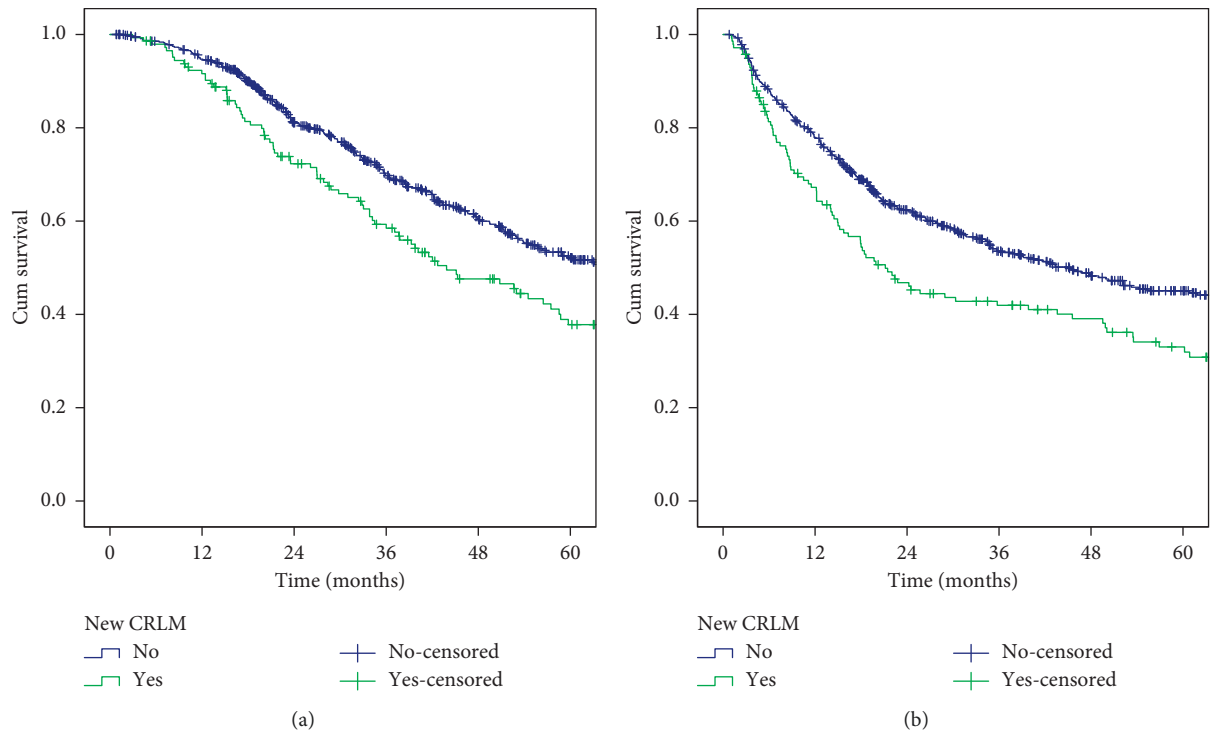 1.0
0.8
0.6
0.4
0.2
0.0
Cum survival
0 12 24 36 48 60
Time (months)
New CRLM
No No-censored
Yes Yes-censored
(a)
1.0
0.8
0.6
0.4
0.2
0.0
Cum survival
0 12 24 36 48 60
Time (months)
New CRLM
No No-censored
Yes Yes-censored
(b)